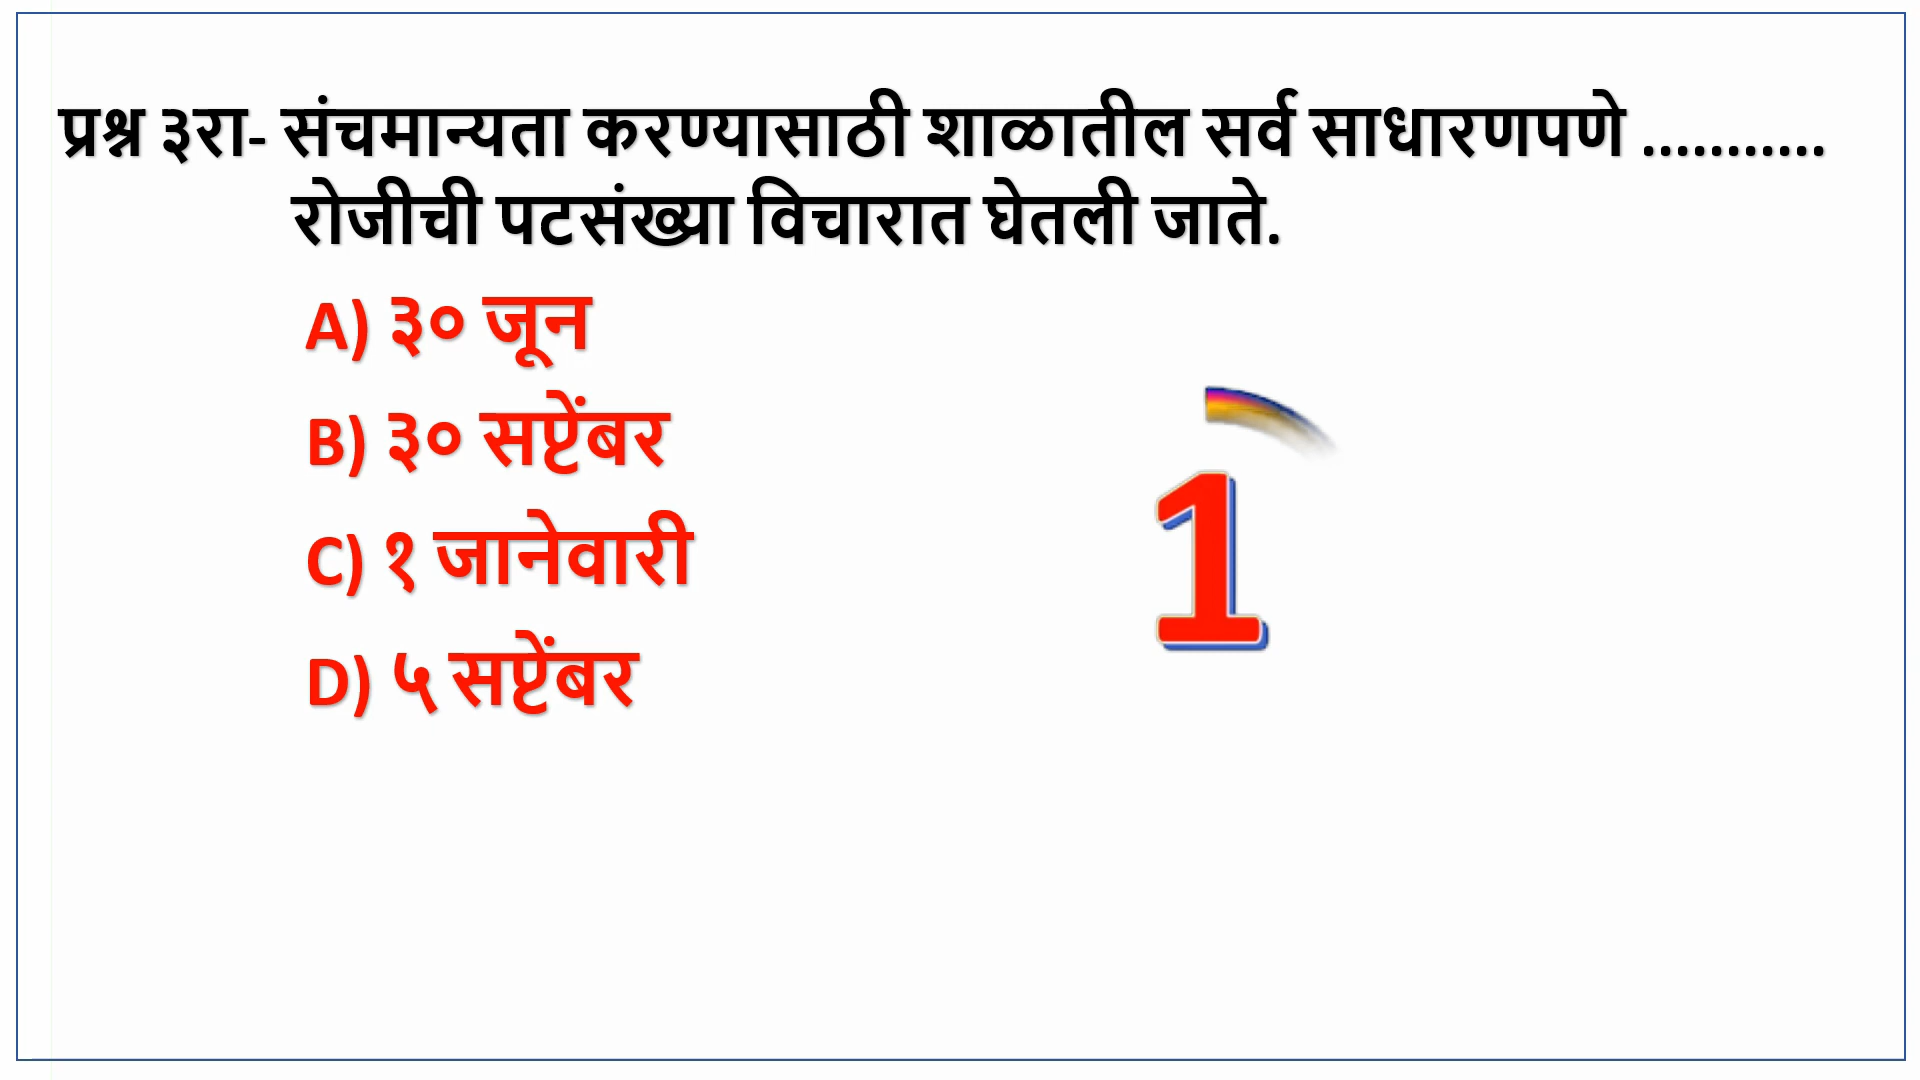 प्रश्न ३रा- संचमान्यता करण्यासाठी शाळातील सर्व साधारणपणे ...........
रोजीची पटसंख्या विचारात घेतली जाते.
A) ३० जून
B) ३० सप्टेंबर
C) १ जानेवारी
D) ५ सप्टेंबर
1